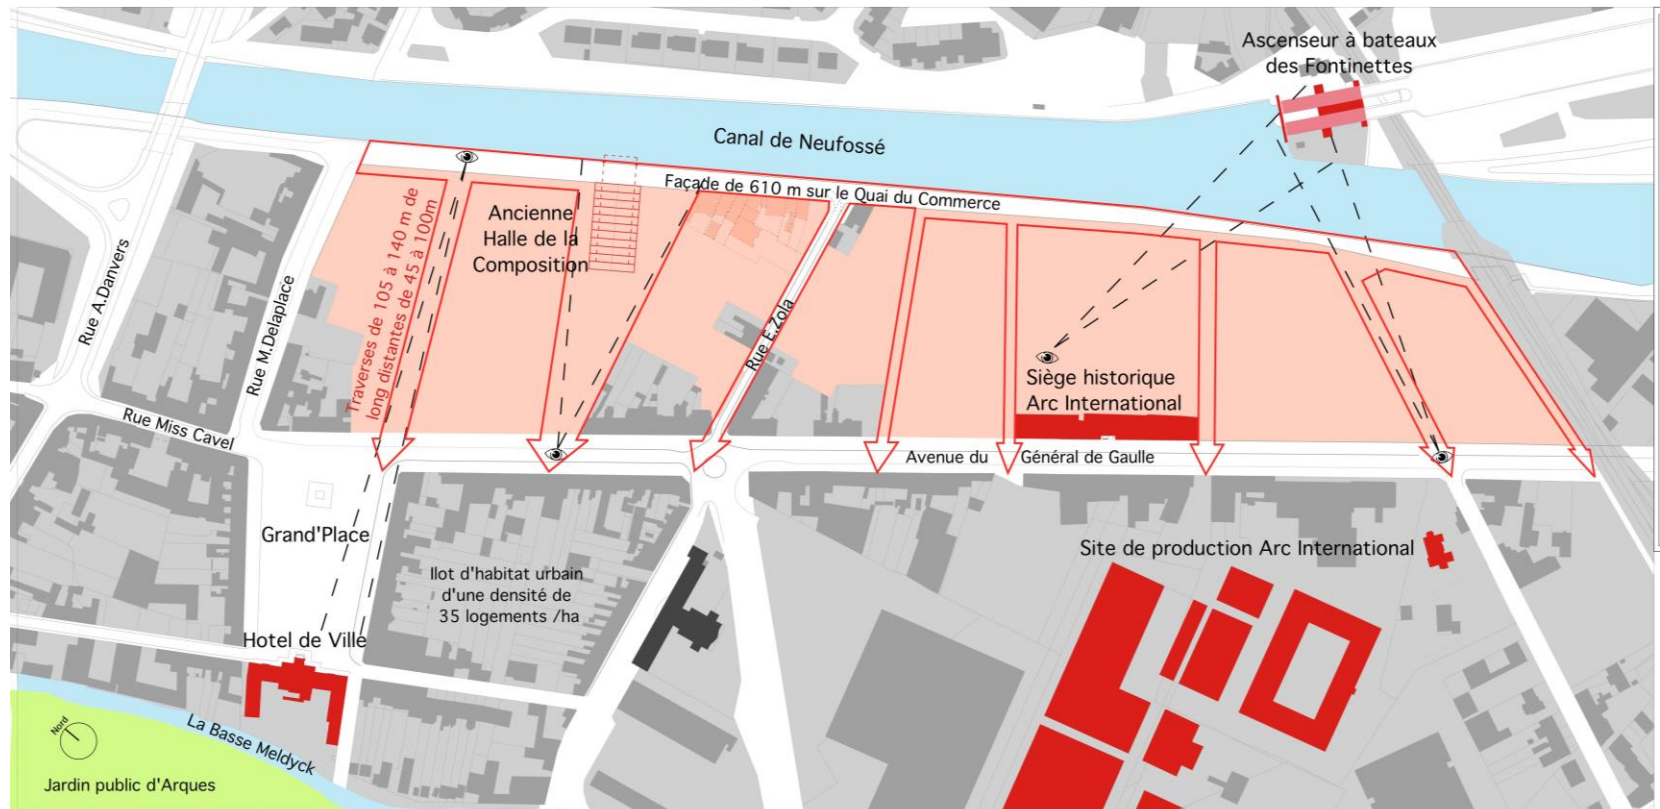 Ascenseur à bateaux
des Fontinettes
Canal de Neufossé
Façade de 610 m sur le Quai du Commerce
Ancienne
Halle de la
Composition
Traverses de 105 à 140 m de
long distantes de 45 à 100m
Rue A.Danvers
Rue M.Delaplace
Rue E.Zola
Siège historique
Arc International
Rue Miss Cavel
Avenue du Général de Gaulle
Grand'Place
Site de production Arc International
Ilot d'habitat urbain
d'une densité de
35 logements /ha
Hotel de Ville
La Basse Meldyck
Nord
Jardin public d'Arques